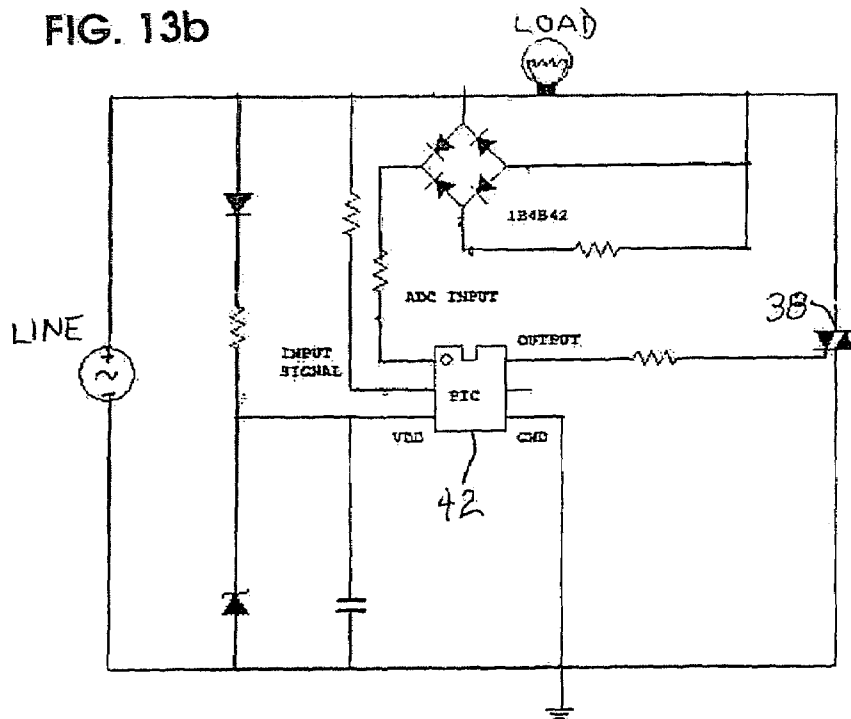 FIG. 13b
LOAD
1B4B42
ADC INPUT
38
LINE
OUTPUT
INPUT
SIGNAL
PIC
VDD
GND
42